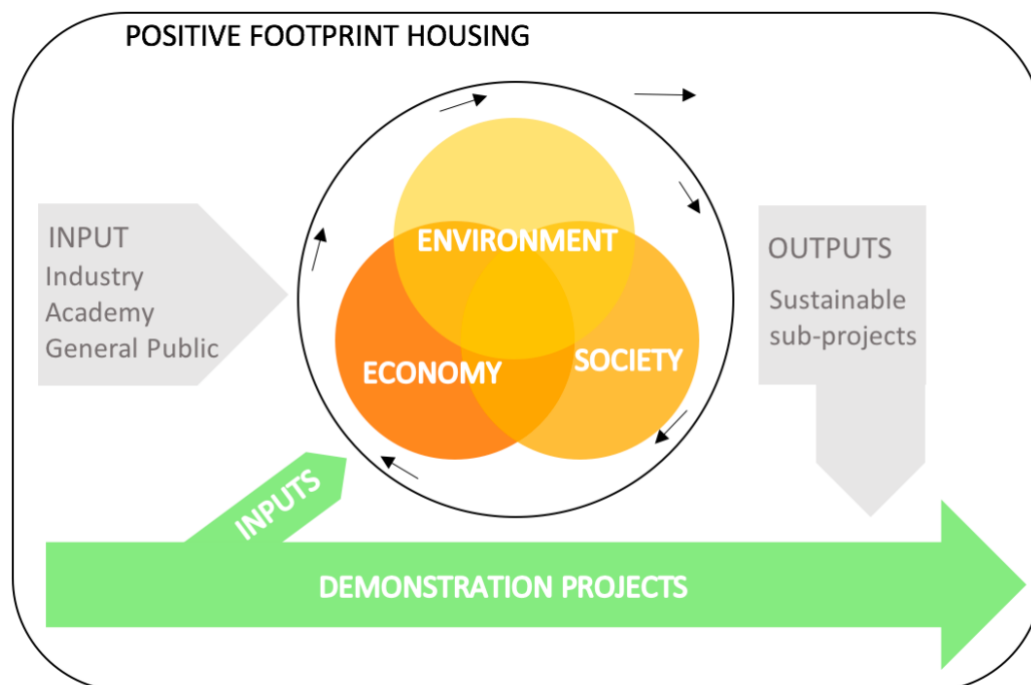 POSITIVE FOOTPRINT HOUSING
INPUT
Industry
Academy
General Public
ENVIRONMENT
ECONOMY
SOCIETY
OUTPUTS
Sustainable
sub-projects
INPUTS
DEMONSTRATION PROJECTS